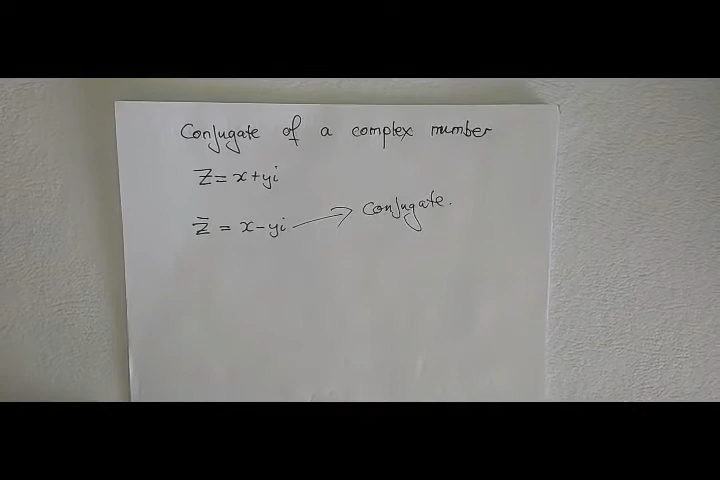 Conjugate of a complex number
Z = x+yi
z̄ = x-yi → Conjugate.